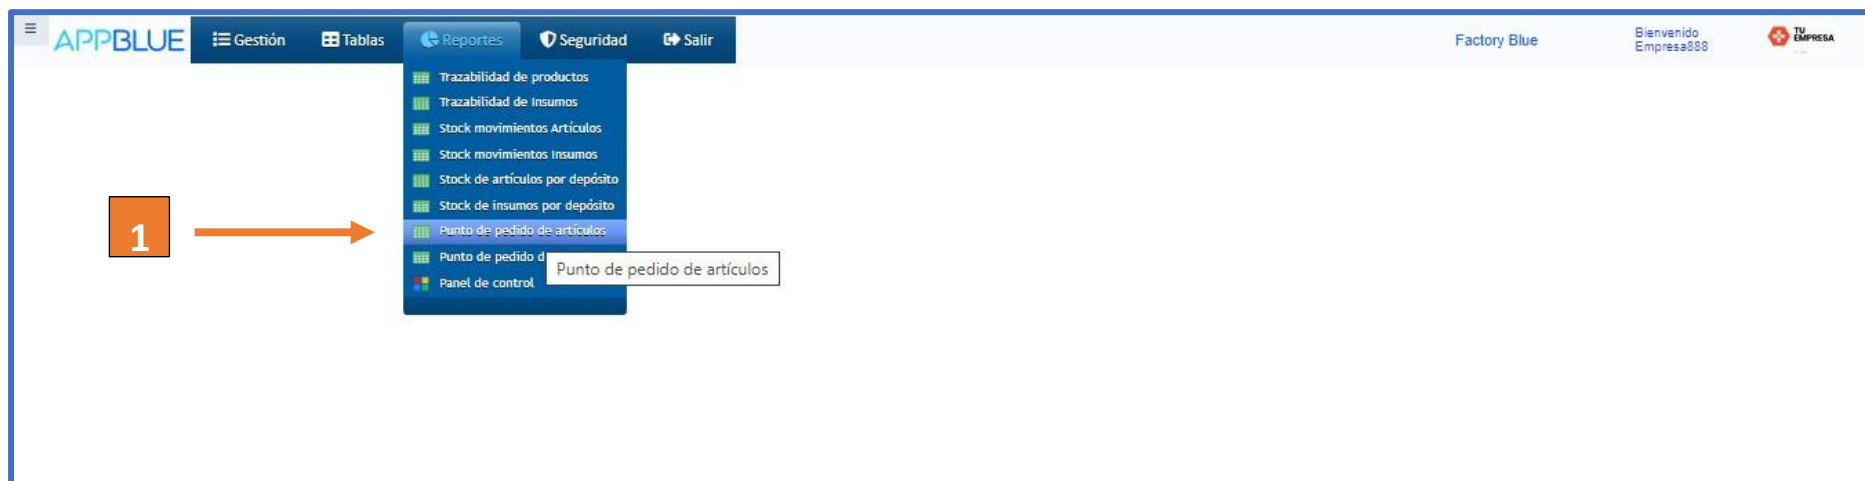 ≡ APPBLUE Gestión Tablas Reportes Seguridad Salir Factory Blue Bienvenido Empresa888 TU EMPRESA
Trazabilidad de productos
Trazabilidad de Insumos
Stock movimientos Artículos
Stock movimientos Insumos
Stock de artículos por depósito
Stock de insumos por depósito
1
Punto de pedido de artículos
Punto de pedido d
Punto de pedido de artículos
Panel de control